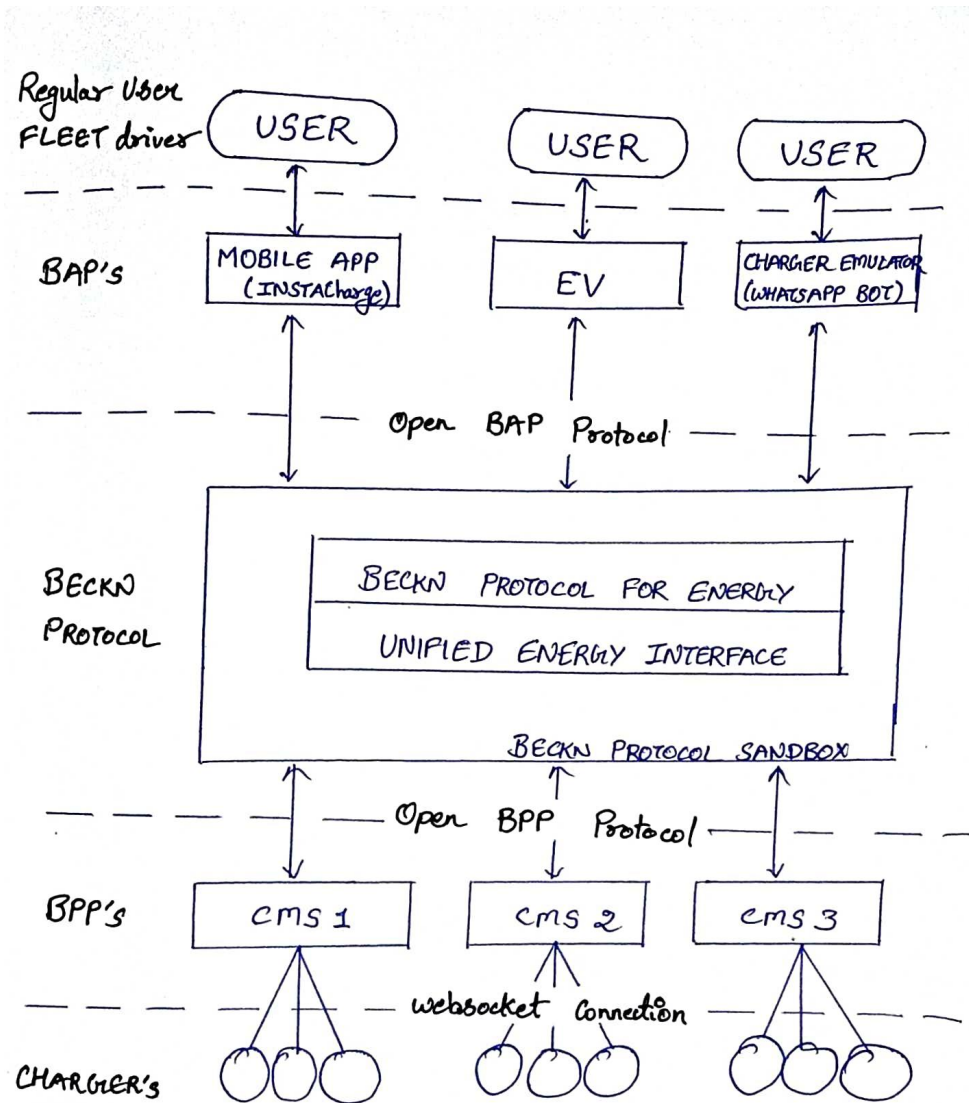 Regular User
FLEET driver
USER
USER
USER
BAP's
MOBILE APP
(INSTACharge)
EV
CHARGER EMULATOR
(WHATSAPP BOT)
Open BAP Protocol
BECKN
PROTOCOL
BECKN PROTOCOL FOR ENERGY
UNIFIED ENERGY INTERFACE
BECKN PROTOCOL SANDBOX
Open BPP Protocol
BPP's
CMS 1
CMS 2
CMS 3
Websocket Connection
CHARGER's